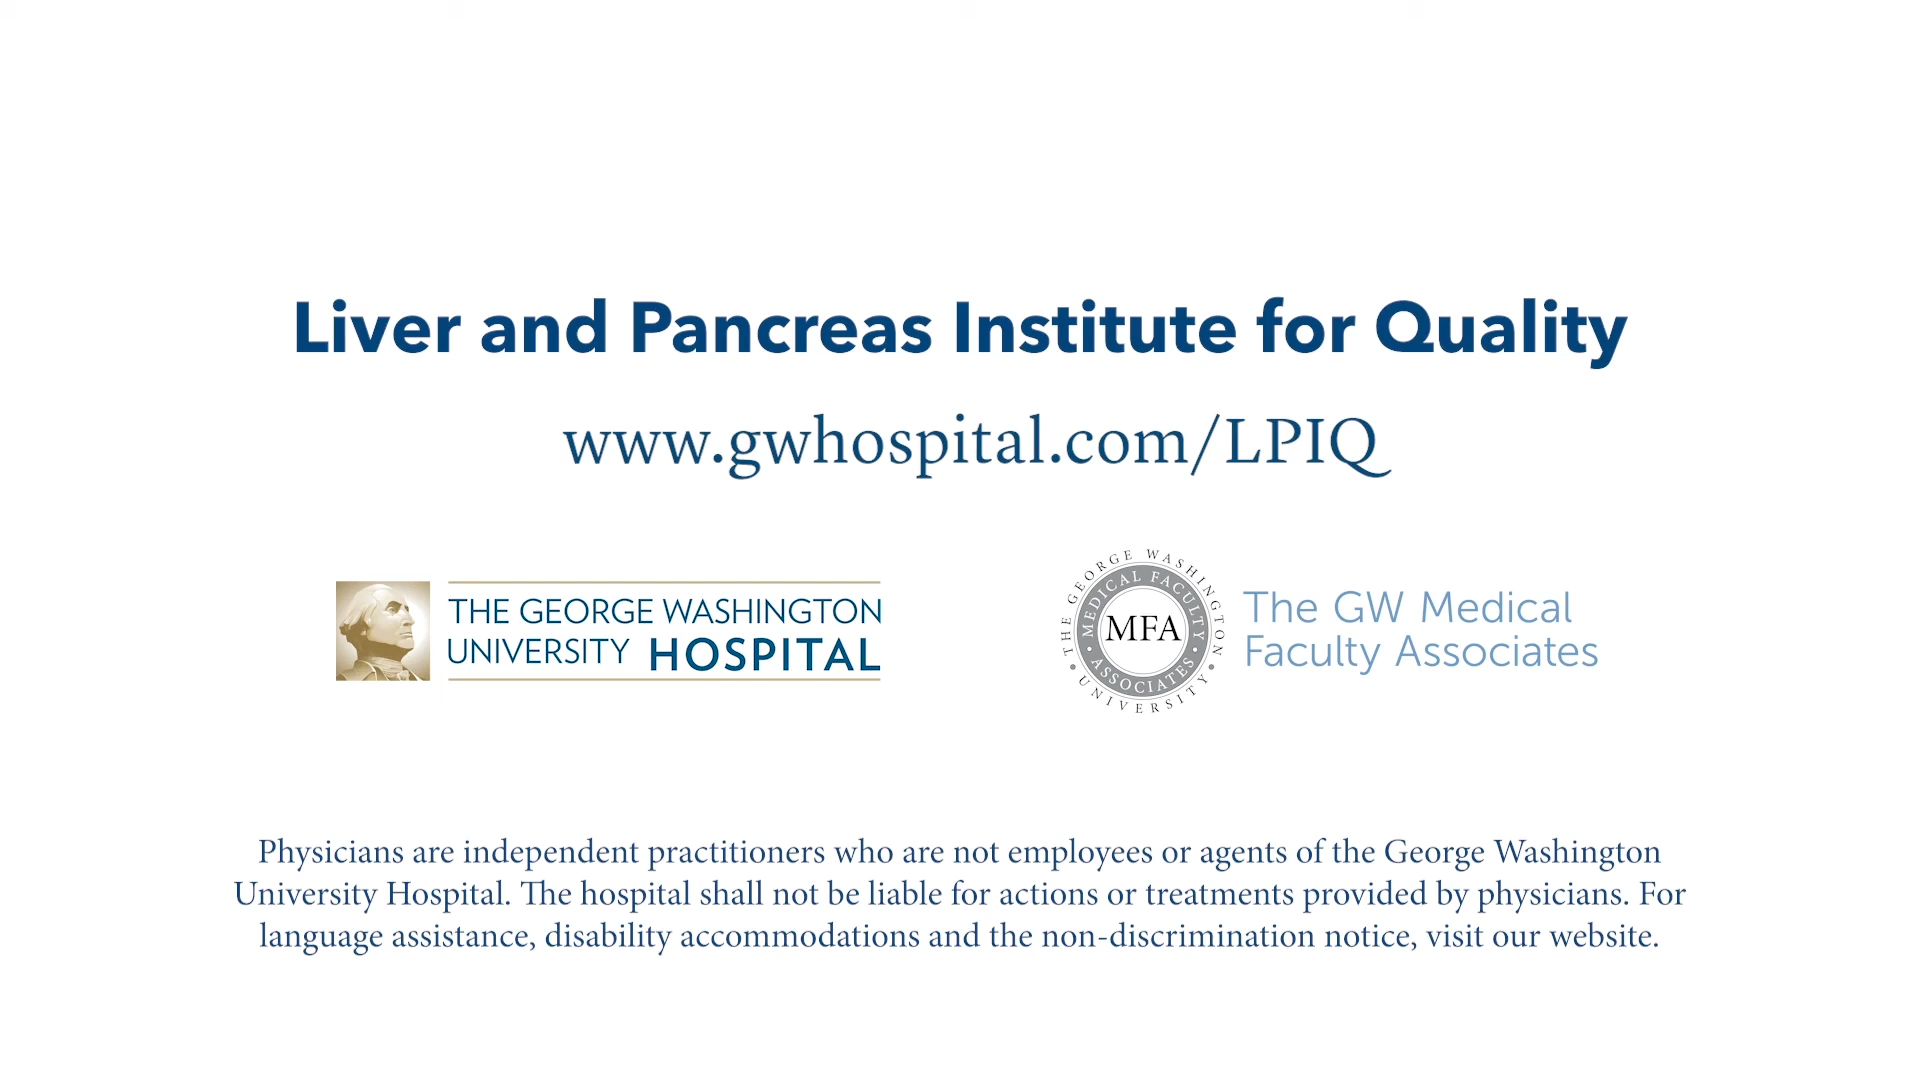 Liver and Pancreas Institute for Quality
www.gwhospital.com/LPIQ
THE GEORGE WASHINGTON
UNIVERSITY HOSPITAL
THE GEORGE WASHINGTON
UNIVERSITY
MEDICAL FACULTY
ASSOCIATES
MFA
The GW Medical
Faculty Associates
Physicians are independent practitioners who are not employees or agents of the George Washington
University Hospital. The hospital shall not be liable for actions or treatments provided by physicians. For
language assistance, disability accommodations and the non-discrimination notice, visit our website.